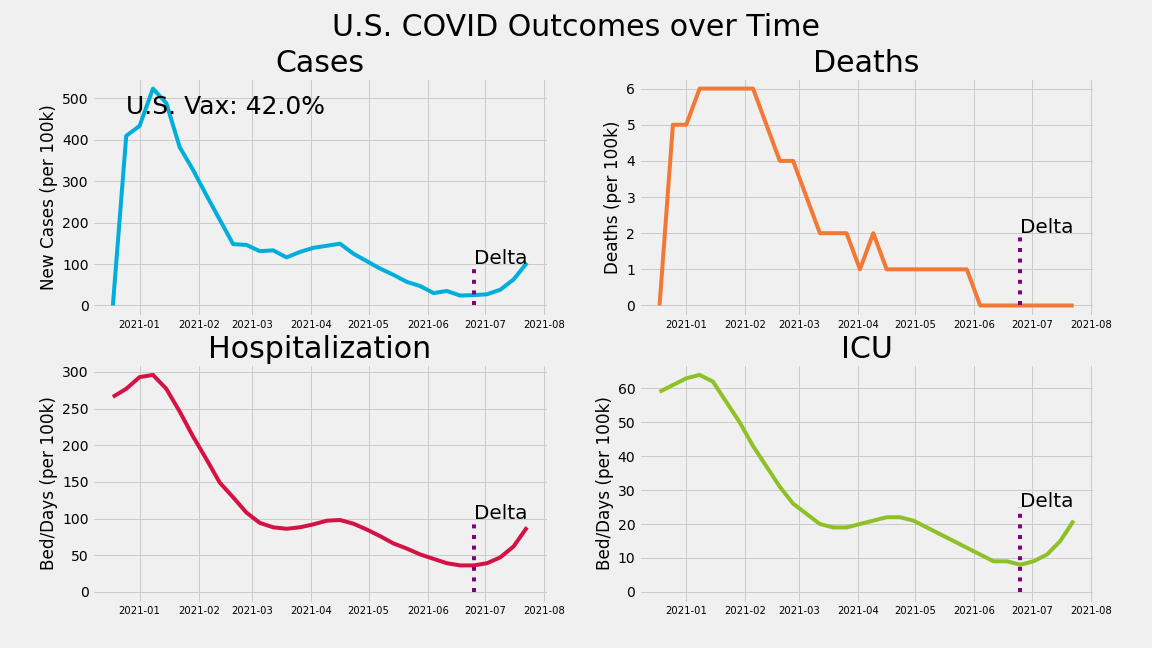 U.S. COVID Outcomes over Time
Cases
New Cases (per 100k)
500
400
300
200
100
0
U.S. Vax: 42.0%
Delta
2021-01 2021-02 2021-03 2021-04 2021-05 2021-06 2021-07 2021-08
Deaths
Deaths (per 100k)
6
5
4
3
2
1
0
Delta
2021-01 2021-02 2021-03 2021-04 2021-05 2021-06 2021-07 2021-08
Hospitalization
Bed/Days (per 100k)
300
250
200
150
100
50
0
Delta
2021-01 2021-02 2021-03 2021-04 2021-05 2021-06 2021-07 2021-08
ICU
Bed/Days (per 100k)
60
50
40
30
20
10
0
Delta
2021-01 2021-02 2021-03 2021-04 2021-05 2021-06 2021-07 2021-08